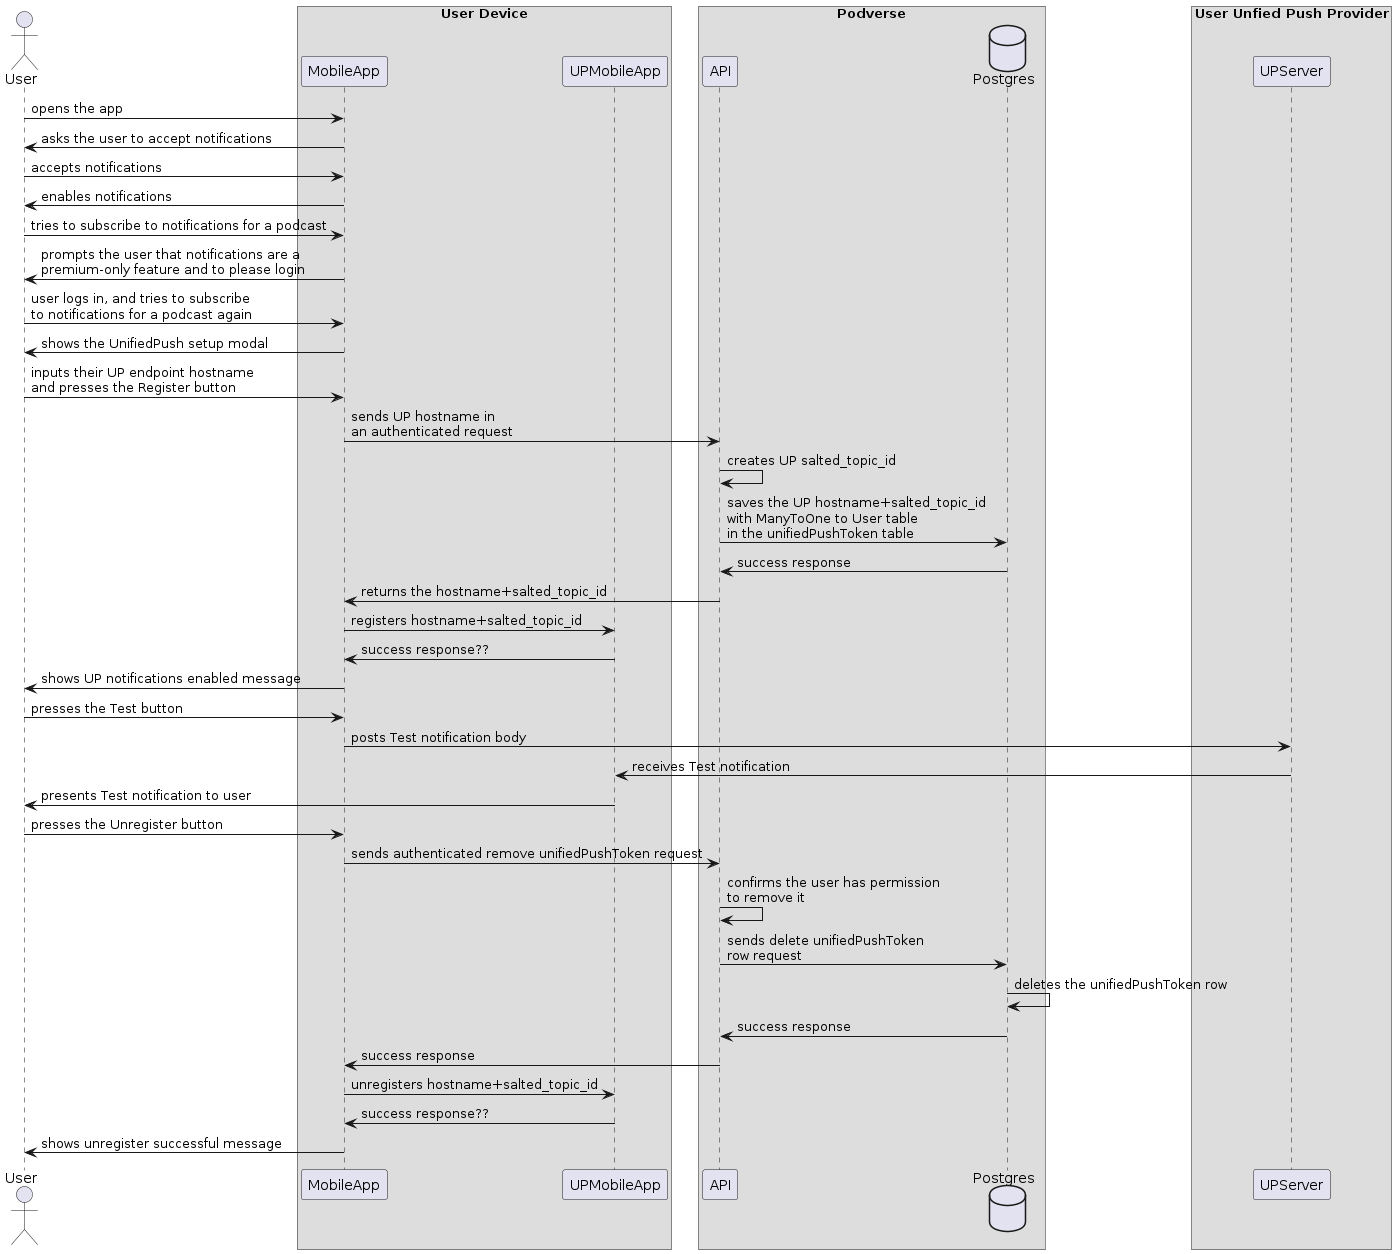 User Device
Podverse
User Unfied Push Provider
User
MobileApp
UPMobileApp
API
Postgres
UPServer
opens the app
asks the user to accept notifications
accepts notifications
enables notifications
tries to subscribe to notifications for a podcast
prompts the user that notifications are a
premium-only feature and to please login
user logs in, and tries to subscribe
to notifications for a podcast again
shows the UnifiedPush setup modal
inputs their UP endpoint hostname
and presses the Register button
sends UP hostname in
an authenticated request
creates UP salted_topic_id
saves the UP hostname+salted_topic_id
with ManyToOne to User table
in the unifiedPushToken table
success response
returns the hostname+salted_topic_id
registers hostname+salted_topic_id
success response??
shows UP notifications enabled message
presses the Test button
posts Test notification body
receives Test notification
presents Test notification to user
presses the Unregister button
sends authenticated remove unifiedPushToken request
confirms the user has permission
to remove it
sends delete unifiedPushToken
row request
deletes the unifiedPushToken row
success response
success response
unregisters hostname+salted_topic_id
success response??
shows unregister successful message
User
MobileApp
UPMobileApp
API
Postgres
UPServer